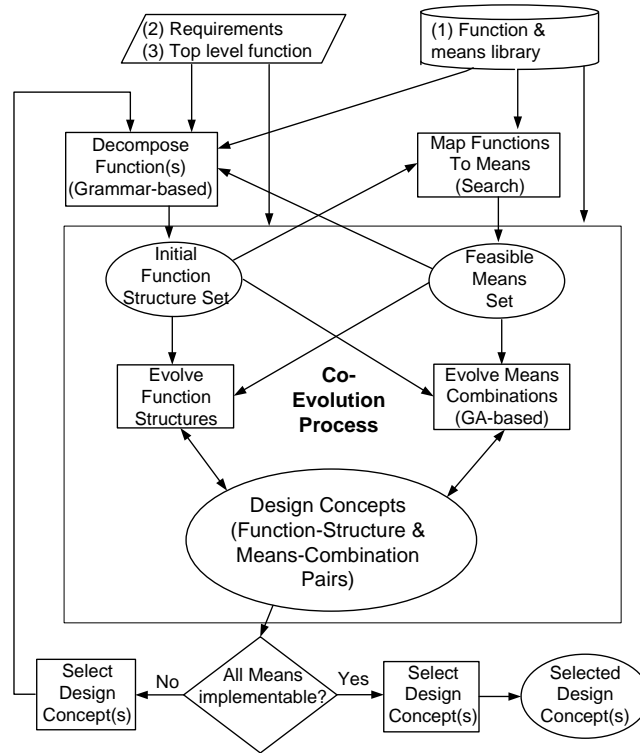 (2) Requirements
(3) Top level function
(1) Function &
means library
Decompose
Function(s)
(Grammar-based)
Map Functions
To Means
(Search)
Initial
Function
Structure Set
Feasible
Means
Set
Evolve
Function
Structures
Co-
Evolution
Process
Evolve Means
Combinations
(GA-based)
Design Concepts
(Function-Structure &
Means-Combination
Pairs)
Select
Design
Concept(s)
No
All Means
implementable?
Yes
Select
Design
Concept(s)
Selected
Design
Concept(s)